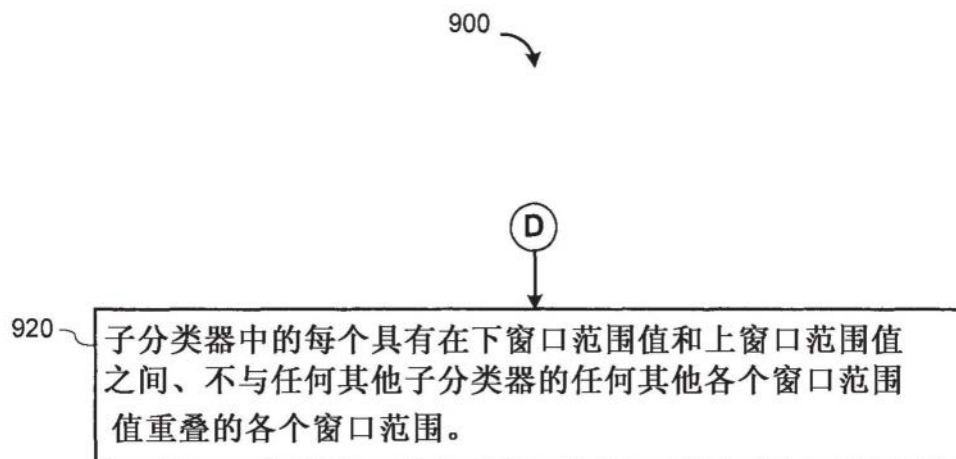 900
D
920
子分类器中的每个具有在下窗口范围值和上窗口范围值
之间、不与任何其他子分类器的任何其他各个窗口范围
值重叠的各个窗口范围。